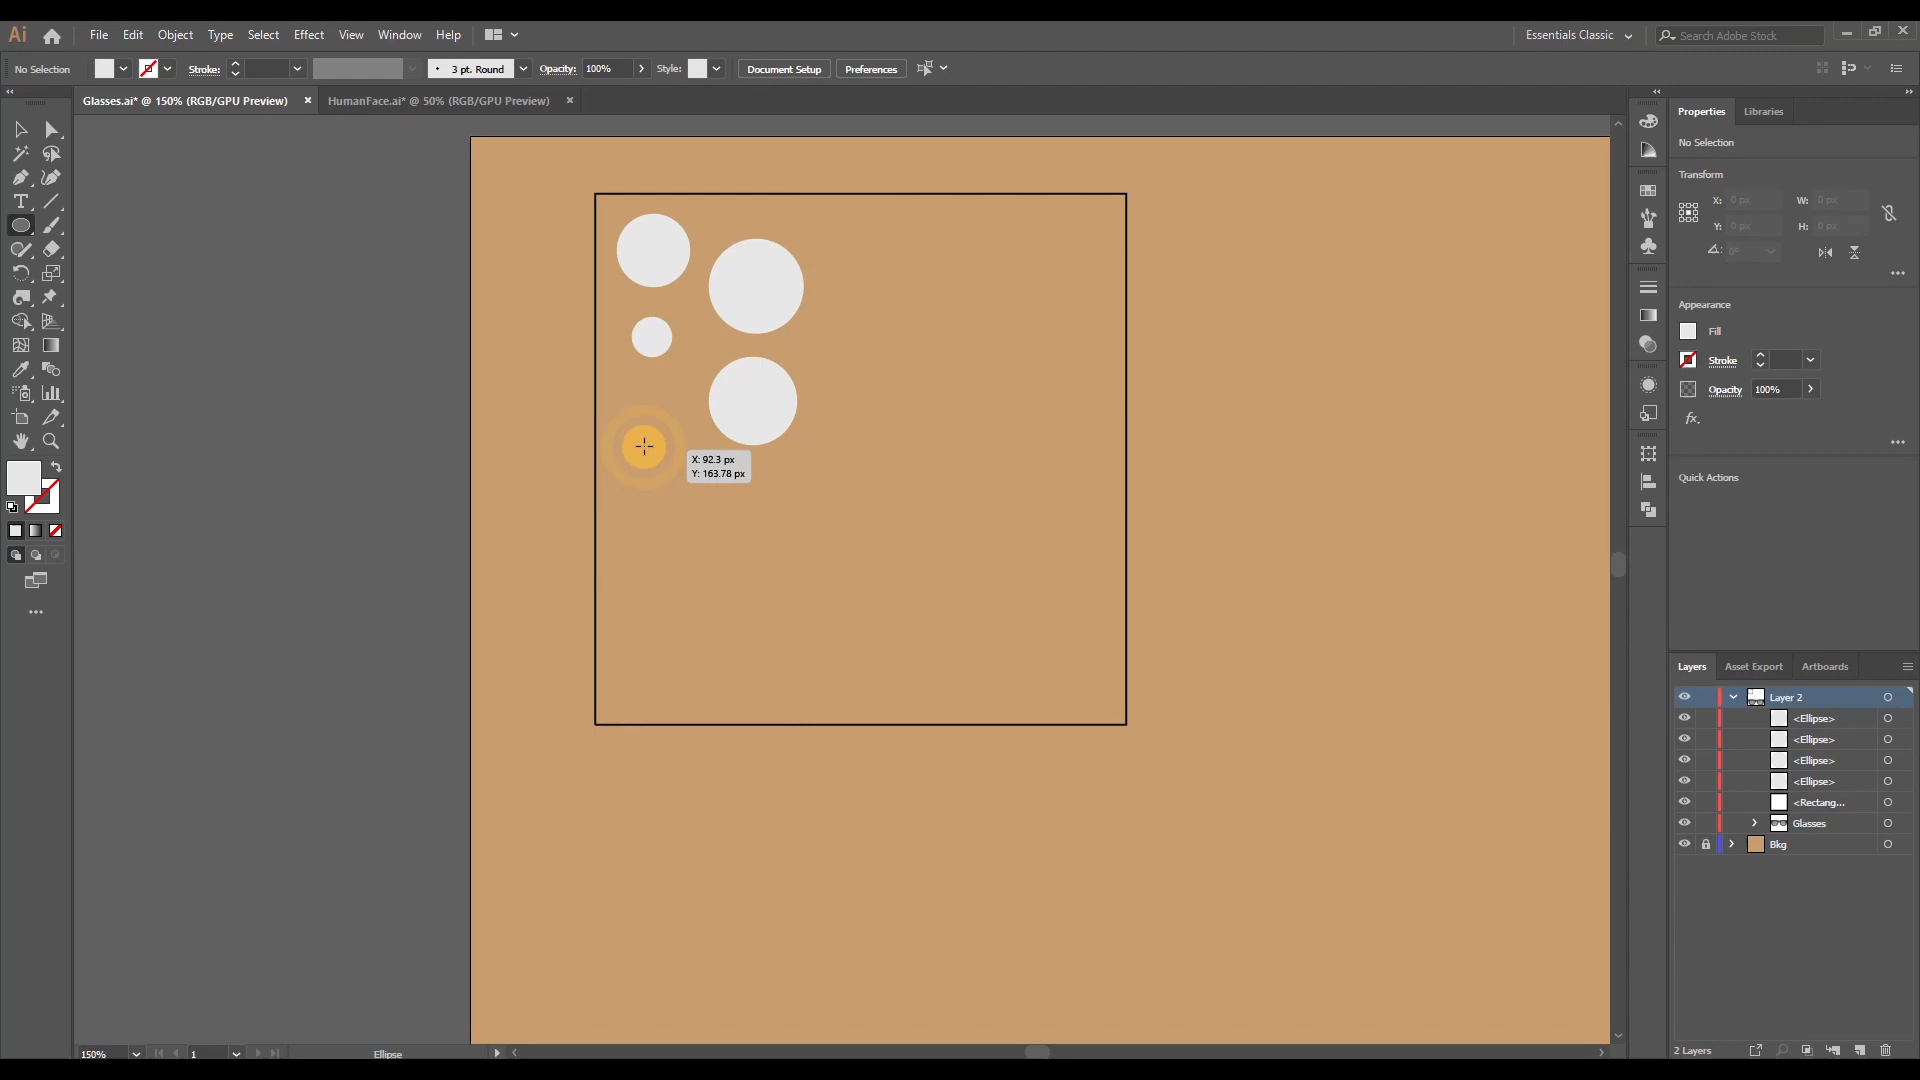 Ai File Edit Object Type Select Effect View Window Help Essentials Classic Search Adobe Stock
No Selection Stroke: 3 pt. Round Opacity: 100% Style: Document Setup Preferences
Glasses.ai* @ 150% (RGB/GPU Preview) × HumanFace.ai* @ 50% (RGB/GPU Preview) ×
Properties Libraries
No Selection
Transform
X: 0 px W: 0 px
Y: 0 px H: 0 px
0°
Appearance
Fill
Stroke
Opacity 100%
fx.
Quick Actions
X: 92.3 px
Y: 163.78 px
Layers Asset Export Artboards
Layer 2
<Ellipse>
<Ellipse>
<Ellipse>
<Ellipse>
<Rectang...
Glasses
Bkg
2 Layers
150% 1 Ellipse